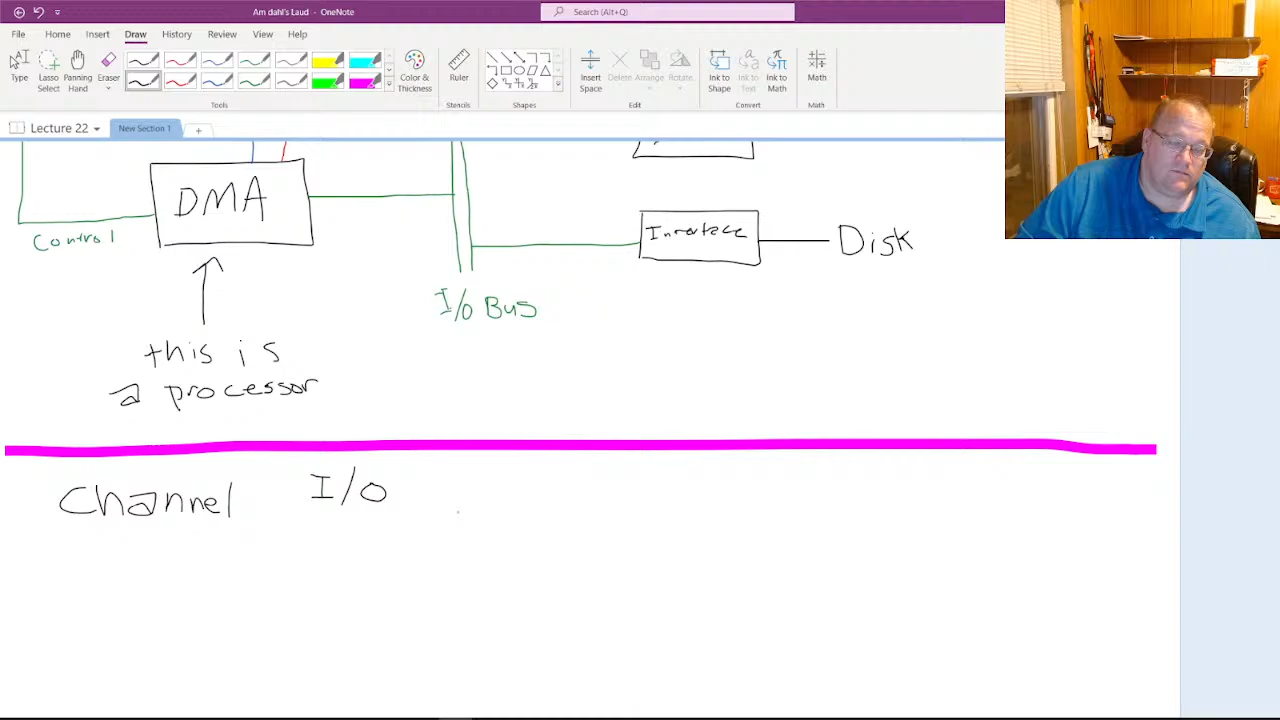 Am dahl's Laud - OneNote
Search (Alt+Q)
File Home Insert Draw History Review View Help
Type
Lasso Select
Panning Hand
Eraser
Color & Thickness
Ruler
Shapes
Insert Space
Delete
Arrange
Rotate
Ink to Shape
Ink to Text
Ink to Math
Math
Tools Stencils Shapes Edit Convert Math
Lecture 22 New Section 1 +
DMA
Control
Interface
Disk
I/O Bus
this is
a processor
Channel I/O